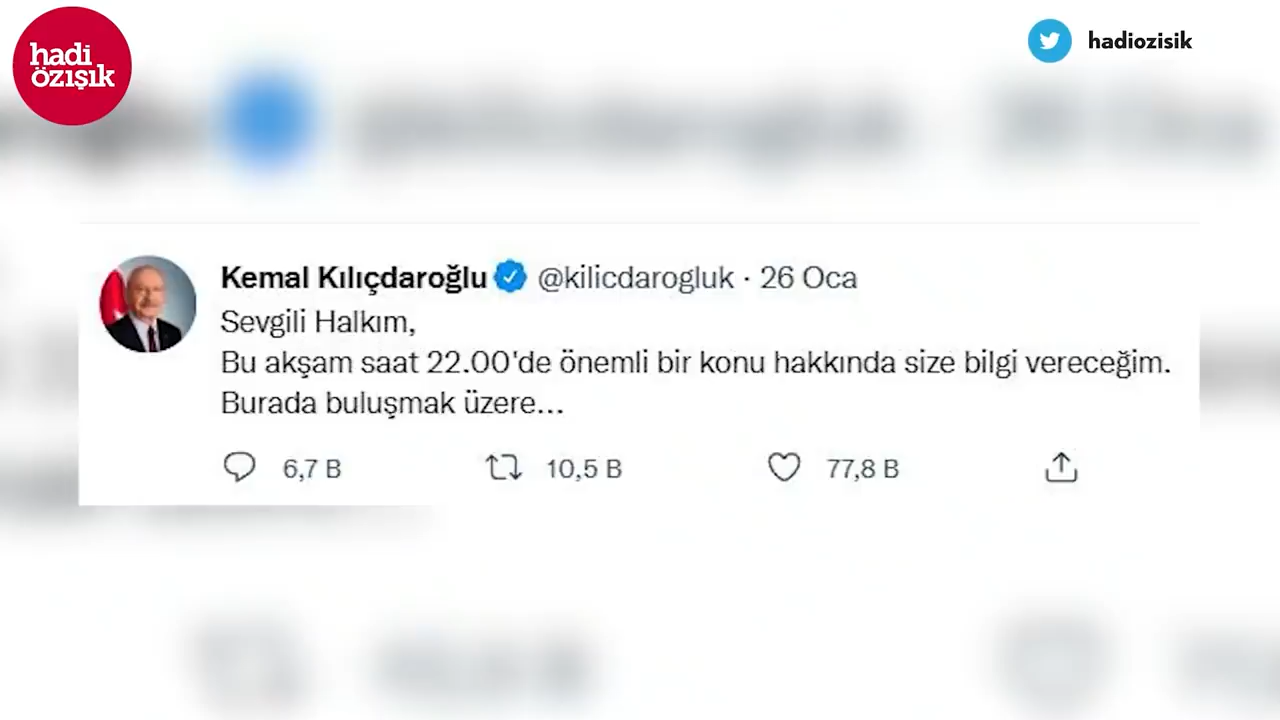 hadi
özışık
hadiozisik
Kemal Kılıçdaroğlu @kilicdarogluk · 26 Oca
Sevgili Halkım,
Bu akşam saat 22.00'de önemli bir konu hakkında size bilgi vereceğim.
Burada buluşmak üzere...
6,7 B 10,5 B 77,8 B